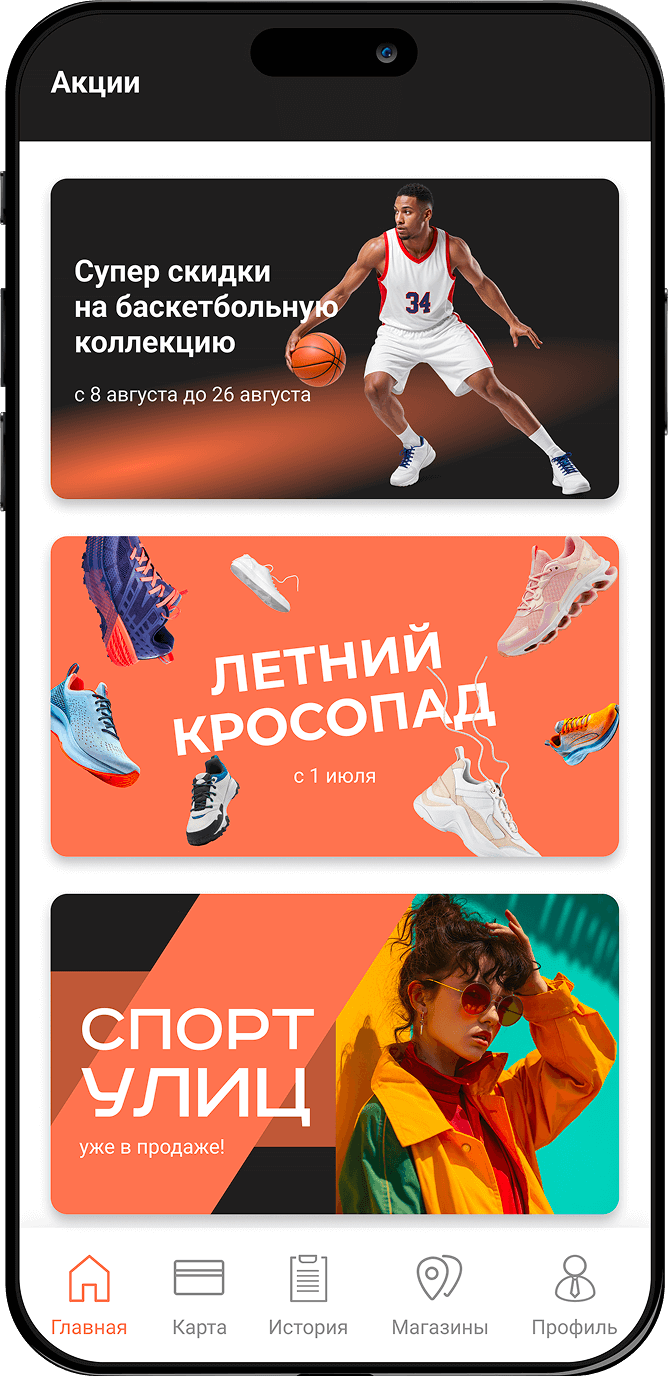 Акции
Супер скидки
на баскетбольную
коллекцию
34
с 8 августа до 26 августа
ЛЕТНИЙ
КРОСОПАД
с 1 июля
СПОРТ
УЛИЦ
уже в продаже!
Главная
Карта
История
Магазины
Профиль